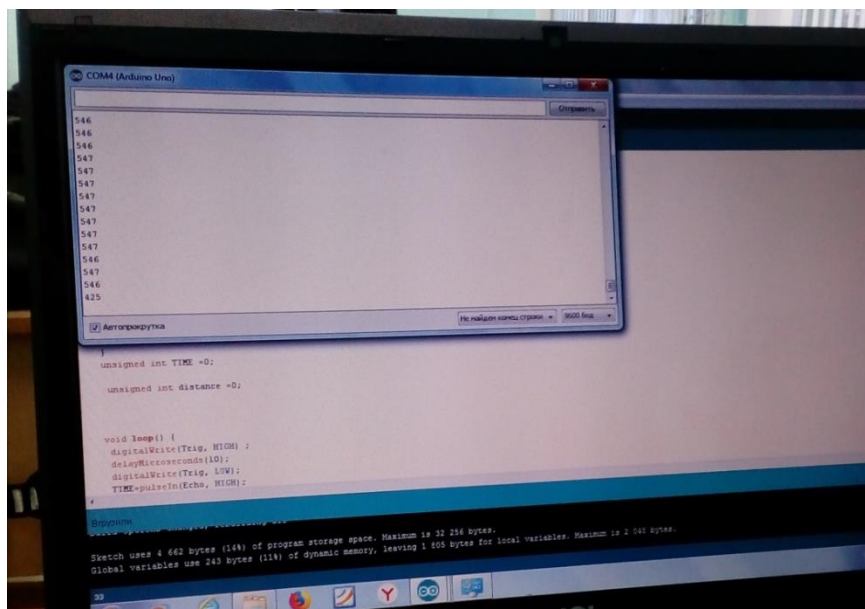 COM4 (Arduino Uno)
Отправить
546
546
546
547
547
547
547
547
547
547
547
546
547
546
425
Автопрокрутка
Не найден конец строки
9600 бод
}
unsigned int TIME =0;
unsigned int distance =0;
void loop() {
digitalWrite(Trig, HIGH) ;
delayMicroseconds(10);
digitalWrite(Trig, LOW);
TIME=pulseIn(Echo, HIGH);
Вгрузили
Sketch uses 4 662 bytes (14%) of program storage space. Maximum is 32 256 bytes.
Global variables use 243 bytes (11%) of dynamic memory, leaving 1 805 bytes for local variables. Maximum is 2 048 bytes.
33